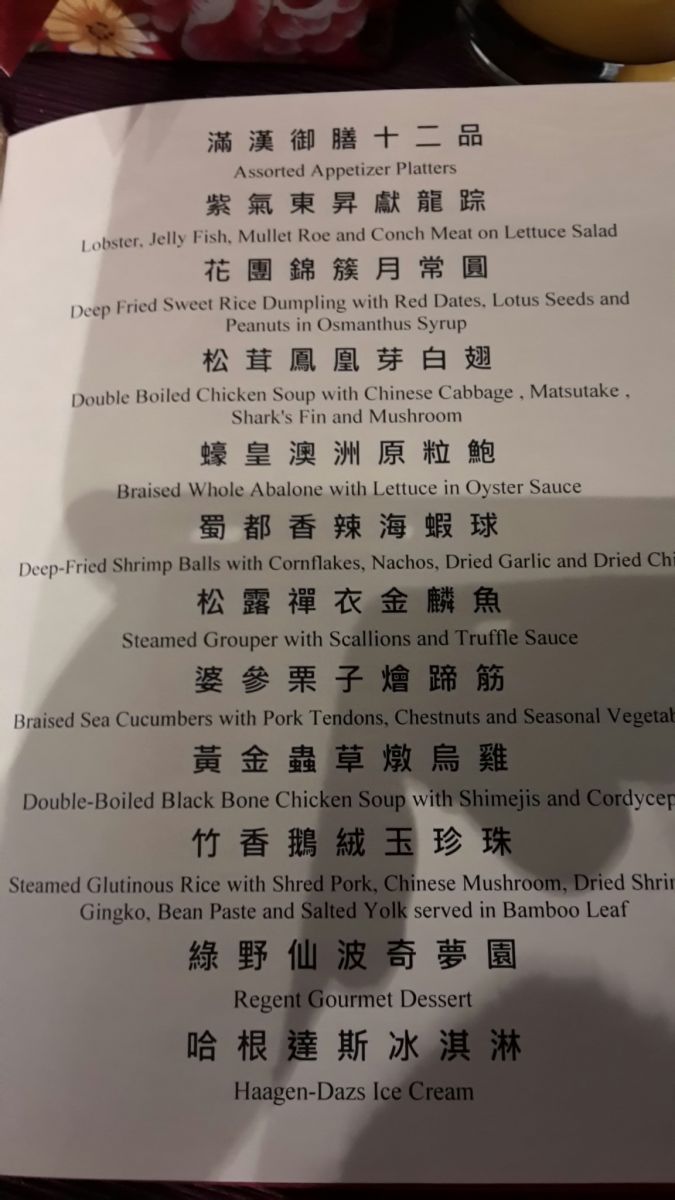 滿漢御膳十二品
Assorted Appetizer Platters
紫氣東昇獻龍踪
Lobster, Jelly Fish, Mullet Roe and Conch Meat on Lettuce Salad
花團錦簇月常圓
Deep Fried Sweet Rice Dumpling with Red Dates, Lotus Seeds and
Peanuts in Osmanthus Syrup
松茸鳳凰芽白翅
Double Boiled Chicken Soup with Chinese Cabbage , Matsutake ,
Shark's Fin and Mushroom
蠔皇澳洲原粒鮑
Braised Whole Abalone with Lettuce in Oyster Sauce
蜀都香辣海蝦球
Deep-Fried Shrimp Balls with Cornflakes, Nachos, Dried Garlic and Dried Chi
松露禪衣金麟魚
Steamed Grouper with Scallions and Truffle Sauce
婆參栗子燴蹄筋
Braised Sea Cucumbers with Pork Tendons, Chestnuts and Seasonal Vegetab
黃金蟲草燉烏雞
Double-Boiled Black Bone Chicken Soup with Shimejis and Cordycep
竹香鵝絨玉珍珠
Steamed Glutinous Rice with Shred Pork, Chinese Mushroom, Dried Shrim
Gingko, Bean Paste and Salted Yolk served in Bamboo Leaf
綠野仙波奇夢園
Regent Gourmet Dessert
哈根達斯冰淇淋
Haagen-Dazs Ice Cream